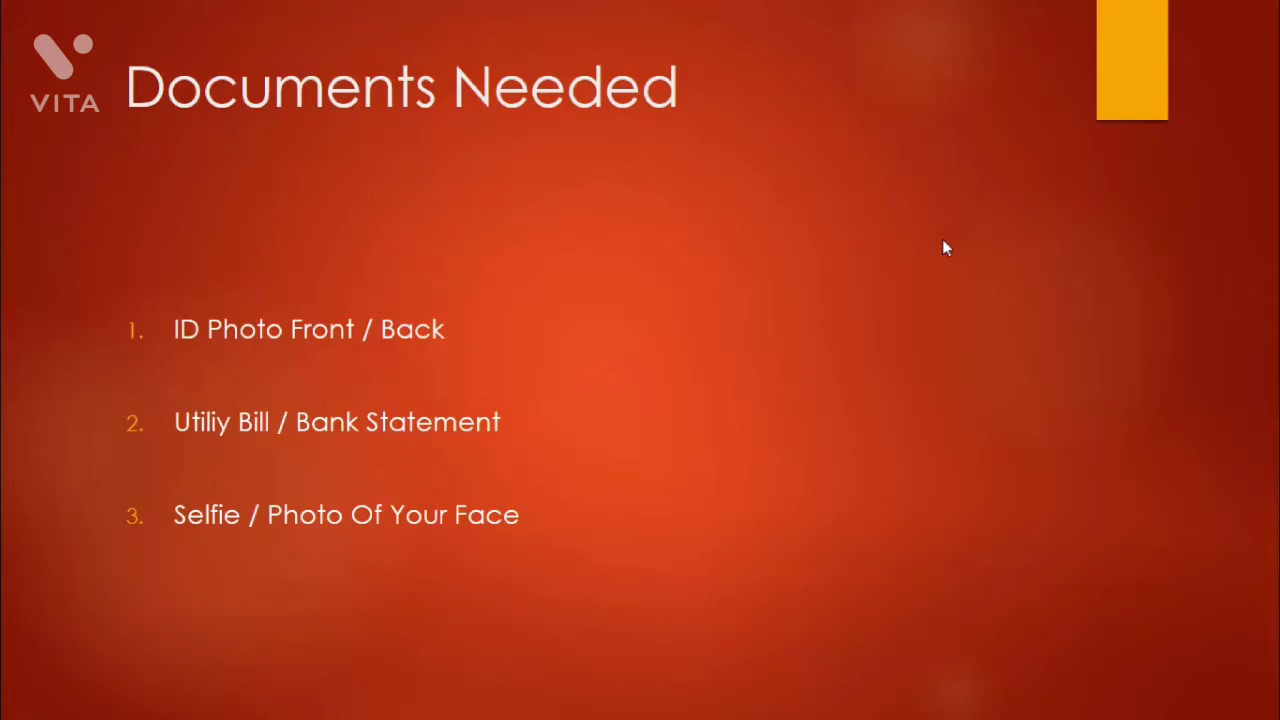 VITA
Documents Needed
1. ID Photo Front / Back
2. Utiliy Bill / Bank Statement
3. Selfie / Photo Of Your Face